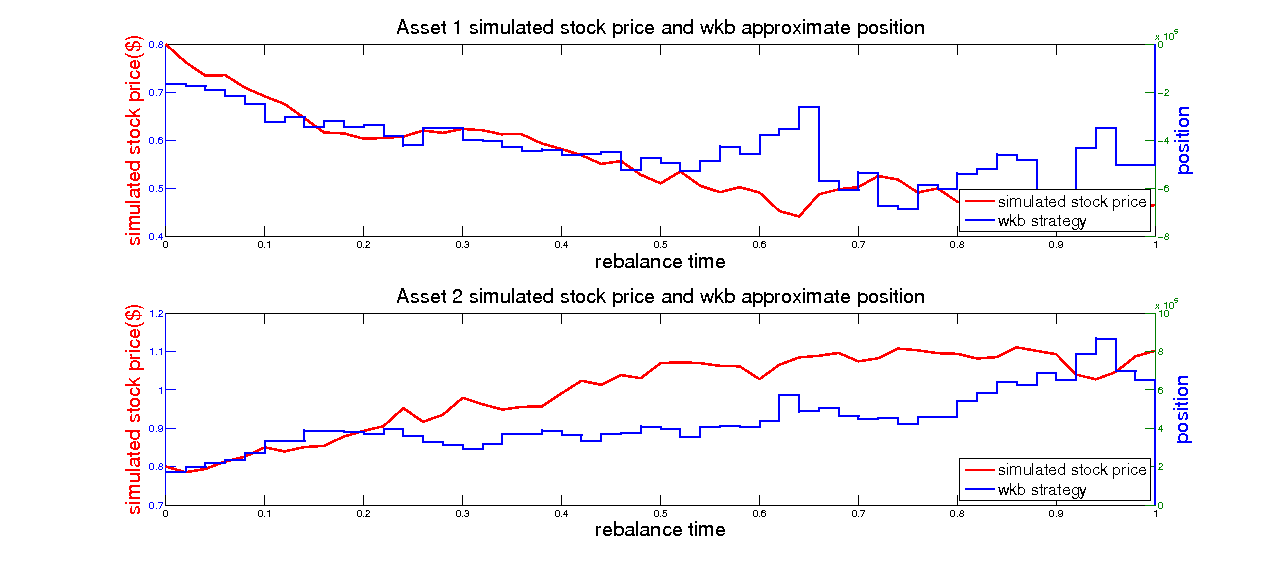 Asset 1 simulated stock price and wkb approximate position
x 10^5
simulated stock price($)
0.8
0.7
0.6
0.5
0.4
0
-2
-4
-6
-8
position
simulated stock price
wkb strategy
0 0.1 0.2 0.3 0.4 0.5 0.6 0.7 0.8 0.9 1
rebalance time
Asset 2 simulated stock price and wkb approximate position
x 10^5
simulated stock price($)
1.2
1.1
1
0.9
0.8
0.7
10
8
6
4
2
0
position
simulated stock price
wkb strategy
0 0.1 0.2 0.3 0.4 0.5 0.6 0.7 0.8 0.9 1
rebalance time